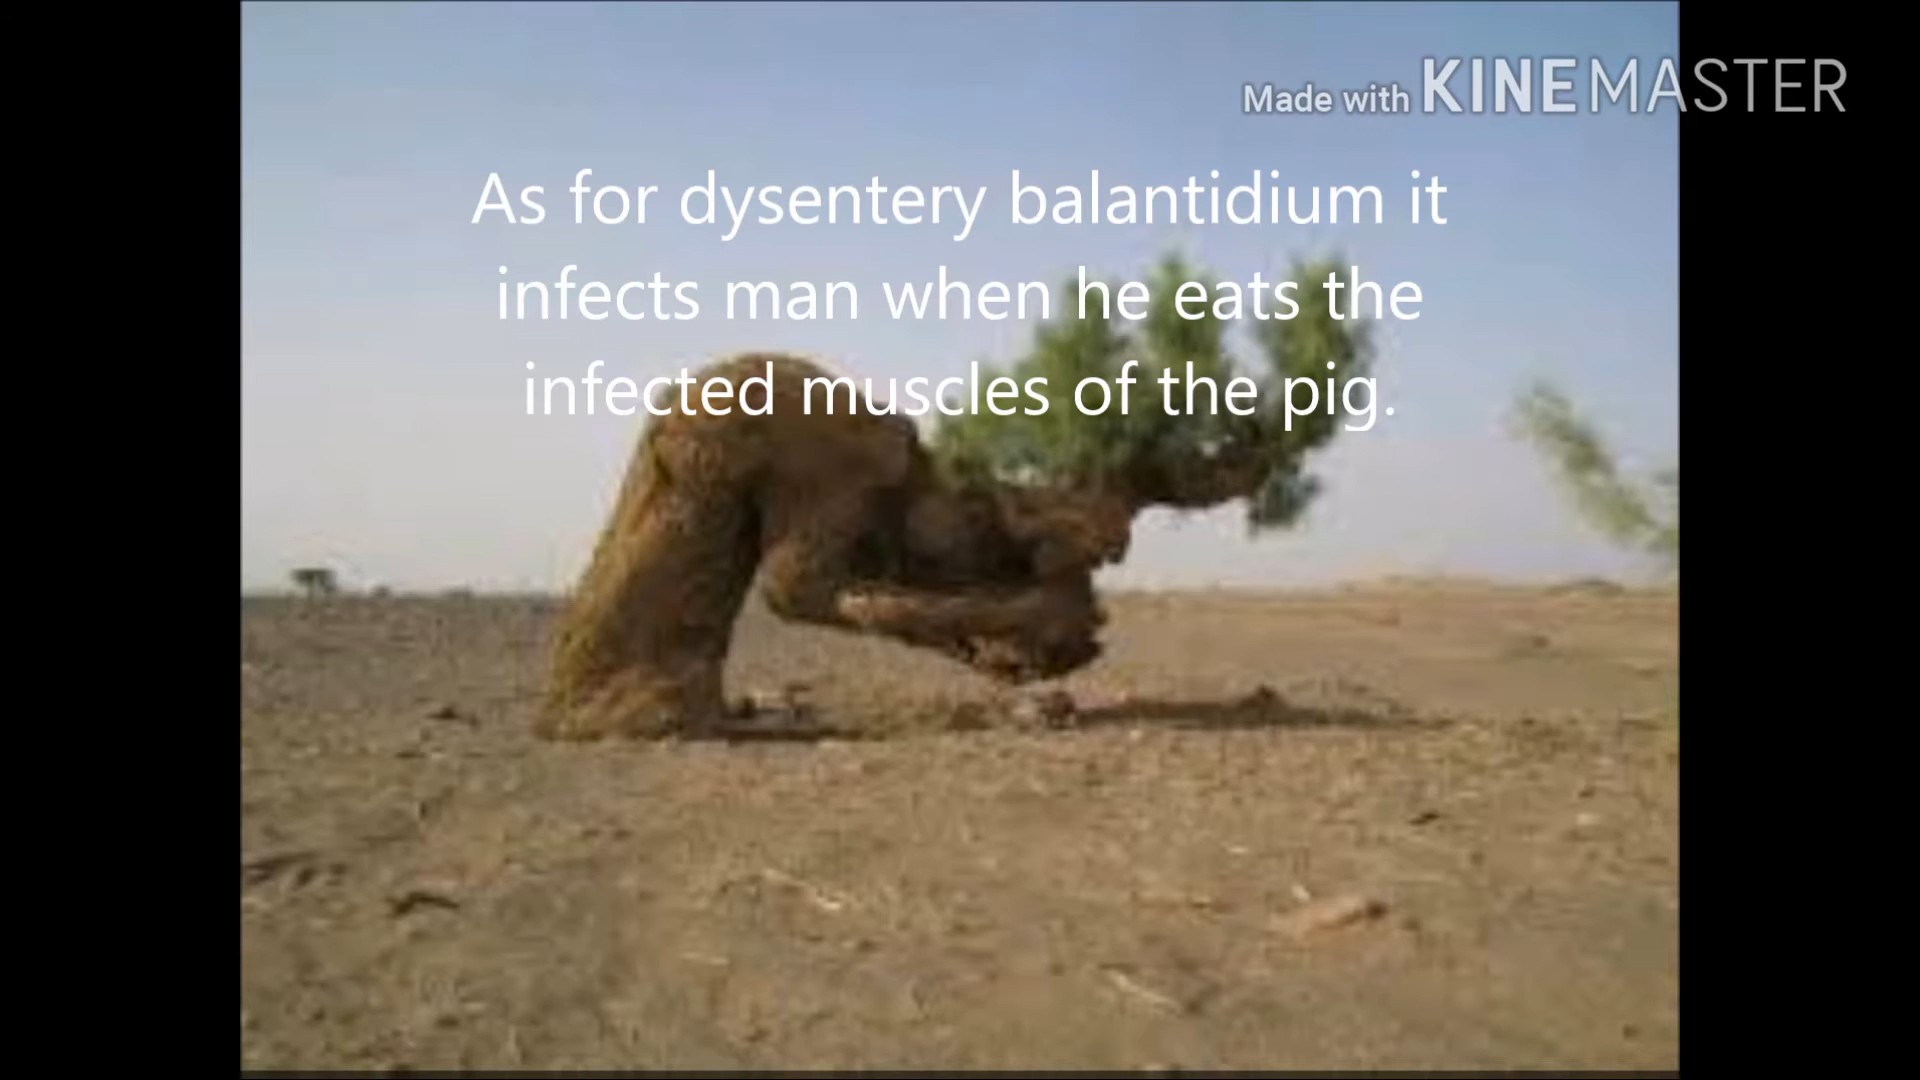 Made with KINEMASTER
As for dysentery balantidium it
infects man when he eats the
infected muscles of the pig.